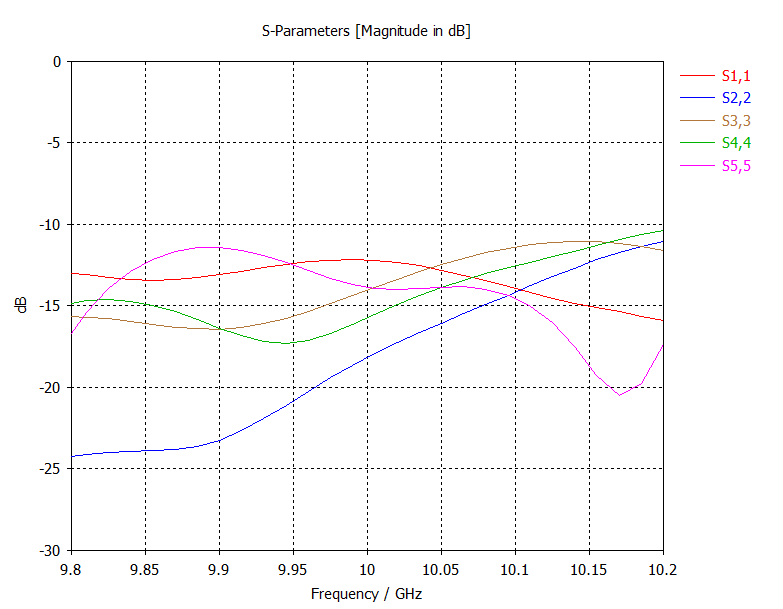 S-Parameters [Magnitude in dB]
0
-5
-10
-15
-20
-25
-30
dB
9.8 9.85 9.9 9.95 10 10.05 10.1 10.15 10.2
Frequency / GHz
S1,1
S2,2
S3,3
S4,4
S5,5